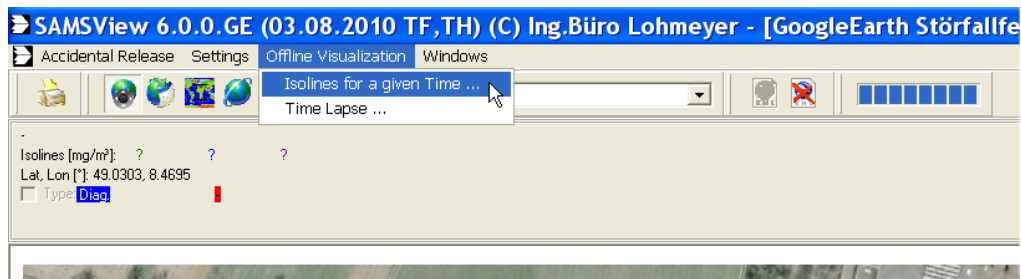 SAMSView 6.0.0.GE (03.08.2010 TF,TH) (C) Ing.Büro Lohmeyer - [GoogleEarth Störfallfe
Accidental Release Settings Offline Visualization Windows
Isolines for a given Time ...
Time Lapse ...
-
Isolines [mg/m³]: ? ? ?
Lat, Lon [°]: 49.0303, 8.4695
Type: Diag. -